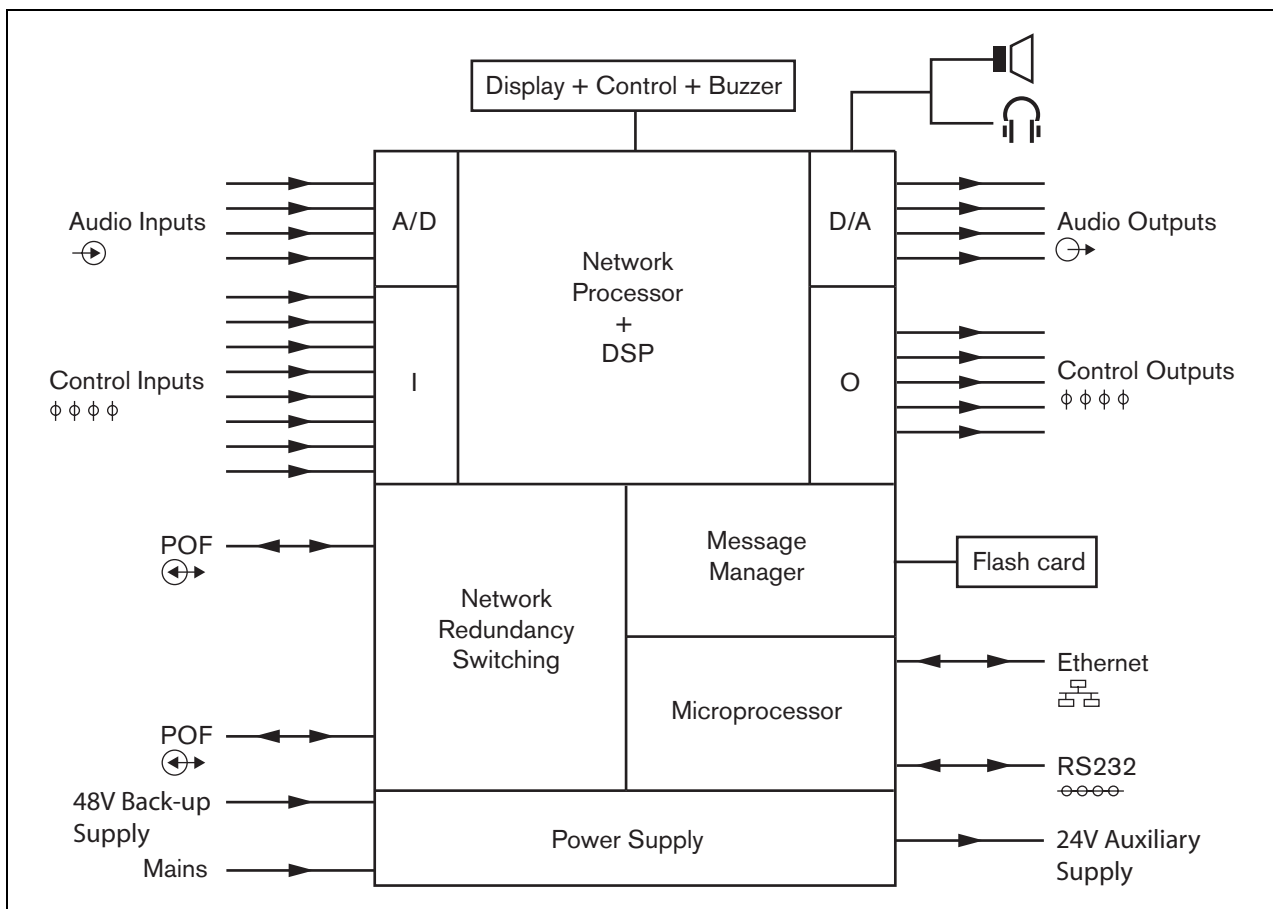 Display + Control + Buzzer
Audio Inputs
A/D
D/A
Audio Outputs
Network
Processor
+
DSP
Control Inputs
I
O
Control Outputs
POF
Message
Manager
Flash card
Network
Redundancy
Switching
Ethernet
Microprocessor
POF
RS232
48V Back-up
Supply
Power Supply
24V Auxiliary
Supply
Mains